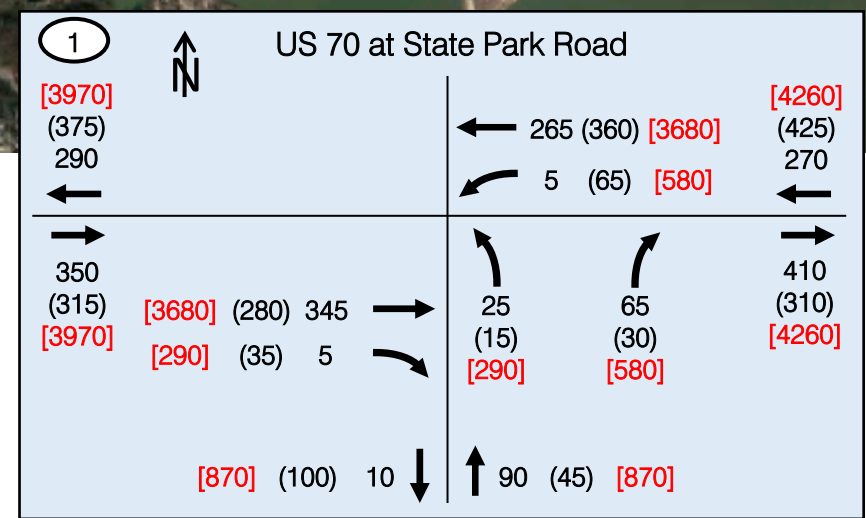 1
N
US 70 at State Park Road
[3970]
(375)
290
265 (360) [3680]
5 (65) [580]
[4260]
(425)
270
350
(315)
[3970]
[3680] (280) 345
[290] (35) 5
25
(15)
[290]
65
(30)
[580]
410
(310)
[4260]
[870] (100) 10
90 (45) [870]